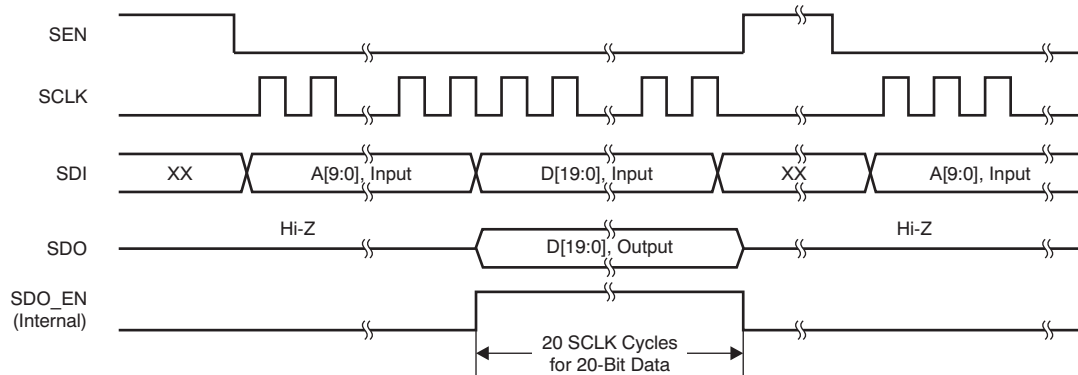 SEN
SCLK
SDI
XX
A[9:0], Input
D[19:0], Input
XX
A[9:0], Input
Hi-Z
Hi-Z
SDO
D[19:0], Output
SDO_EN
(Internal)
20 SCLK Cycles
for 20-Bit Data